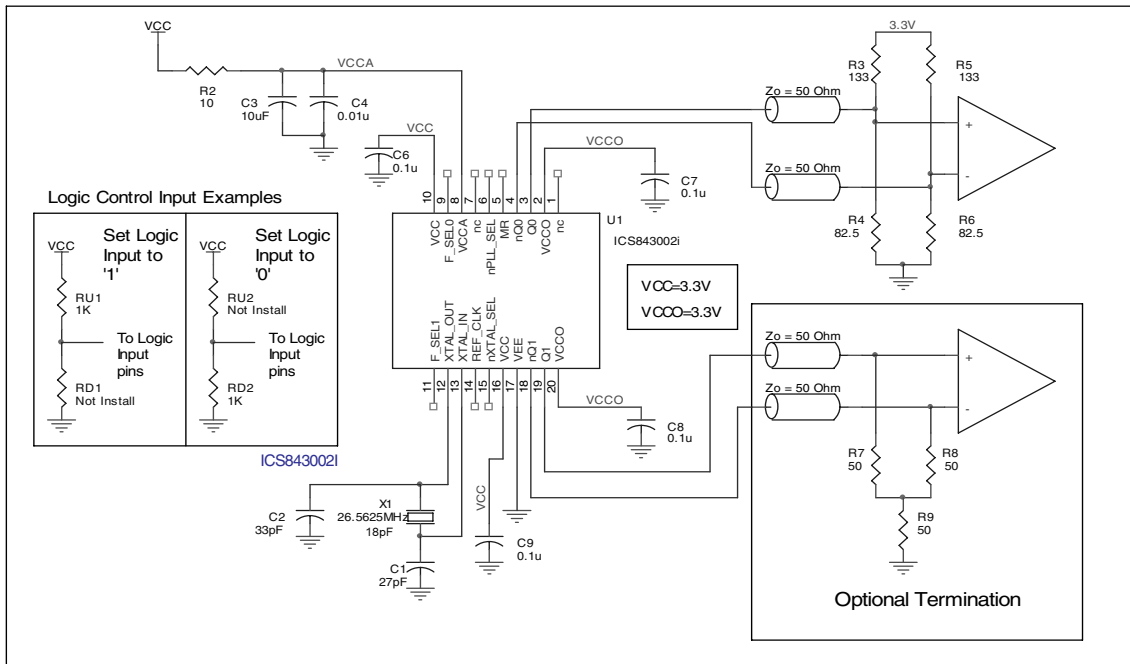 VCC
R2
10
VCCA
C3
10uF
C4
0.01u
VCC
C6
0.1u
VCCO
C7
0.1u
3.3V
R3
133
R5
133
Zo = 50 Ohm
Zo = 50 Ohm
+
-
R4
82.5
R6
82.5
10
9
8
7
6
5
4
3
2
1
VCC
F_SEL0
VCCA
nc
nPLL_SEL
MR
nQ0
Q0
VCCO
nc
U1
ICS843002i
F_SEL1
XTAL_OUT
XTAL_IN
REF_CLK
nXTAL_SEL
VCC
VEE
nQ1
Q1
VCCO
11
12
13
14
15
16
17
18
19
20
VCC=3.3V
VCCO=3.3V
Logic Control Input Examples
VCC
Set Logic
Input to
'1'
RU1
1K
To Logic
Input
pins
RD1
Not Install
VCC
Set Logic
Input to
'0'
RU2
Not Install
To Logic
Input
pins
RD2
1K
ICS843002I
C2
33pF
X1
26.5625MHz
18pF
C1
27pF
VCC
C9
0.1u
VCCO
C8
0.1u
Zo = 50 Ohm
Zo = 50 Ohm
+
-
R7
50
R8
50
R9
50
Optional Termination